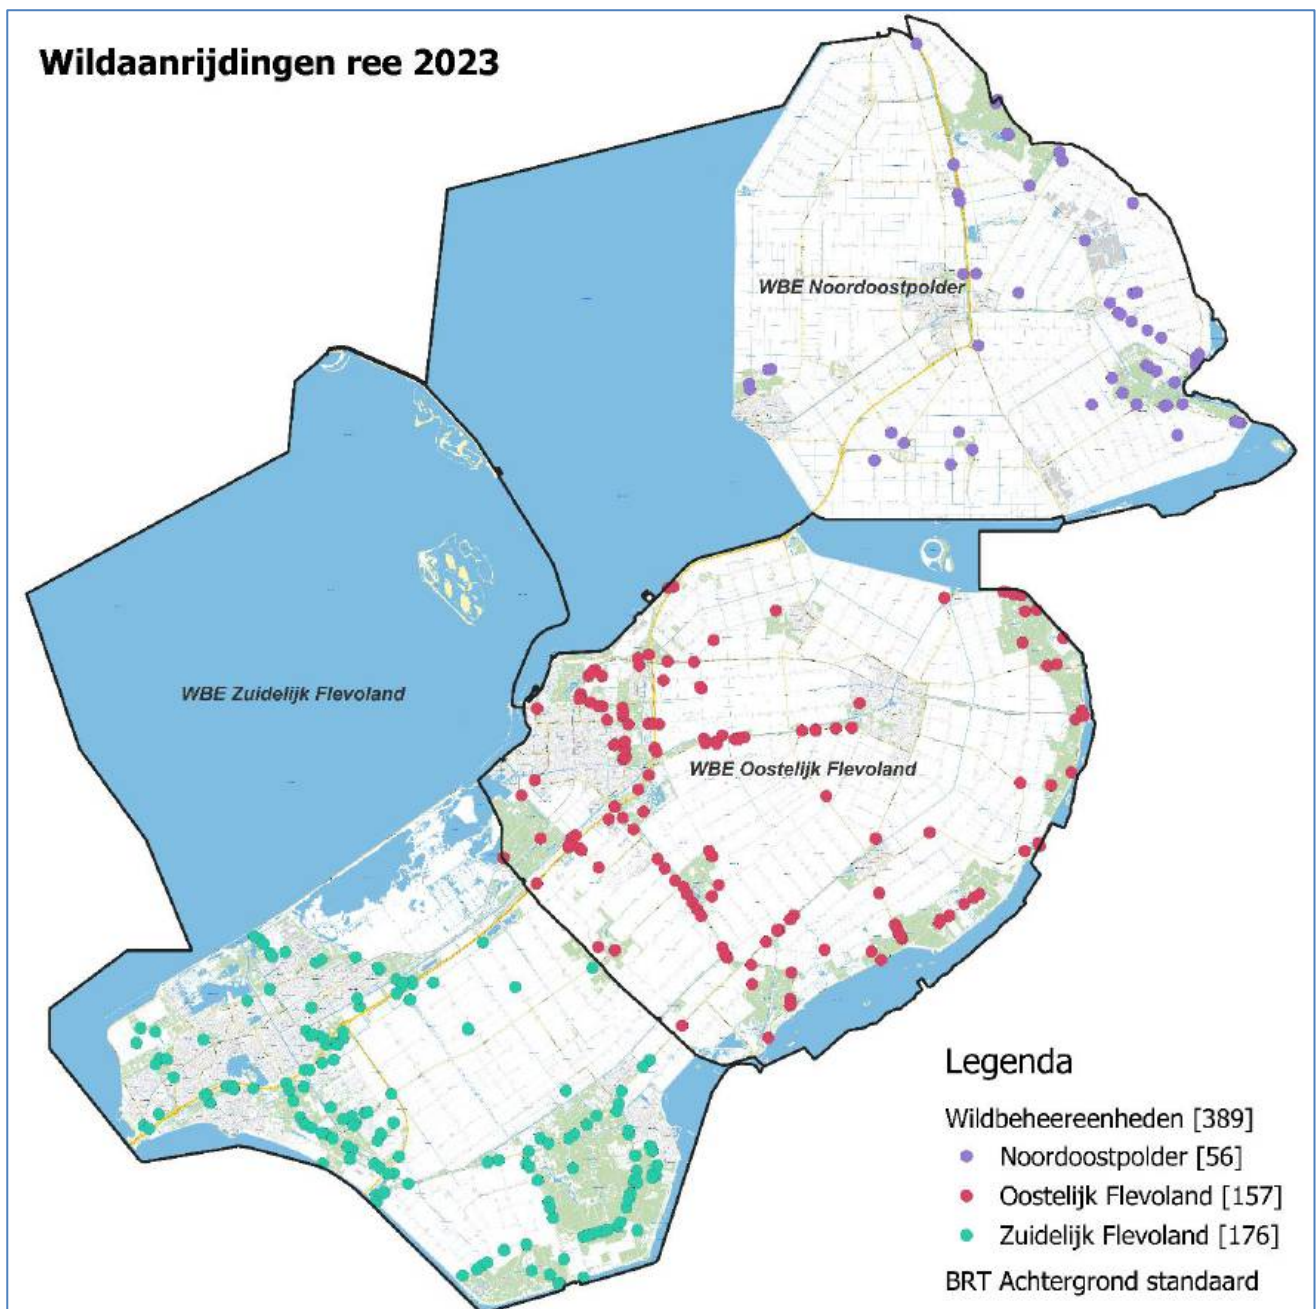 Wildaanrijdingen ree 2023
WBE Noordoostpolder
WBE Zuidelijk Flevoland
WBE Oostelijk Flevoland
Legenda
Wildbeheereenheden [389]
Noordoostpolder [56]
Oostelijk Flevoland [157]
Zuidelijk Flevoland [176]
BRT Achtergrond standaard